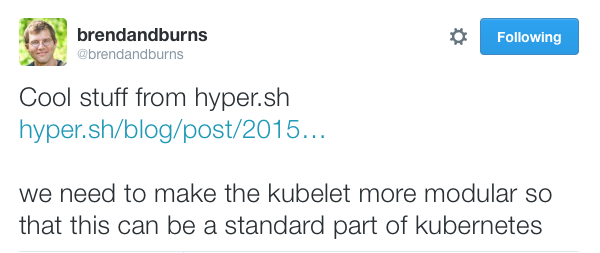 brendandburns
@brendandburns
Following
Cool stuff from hyper.sh
hyper.sh/blog/post/2015…
we need to make the kubelet more modular so
that this can be a standard part of kubernetes